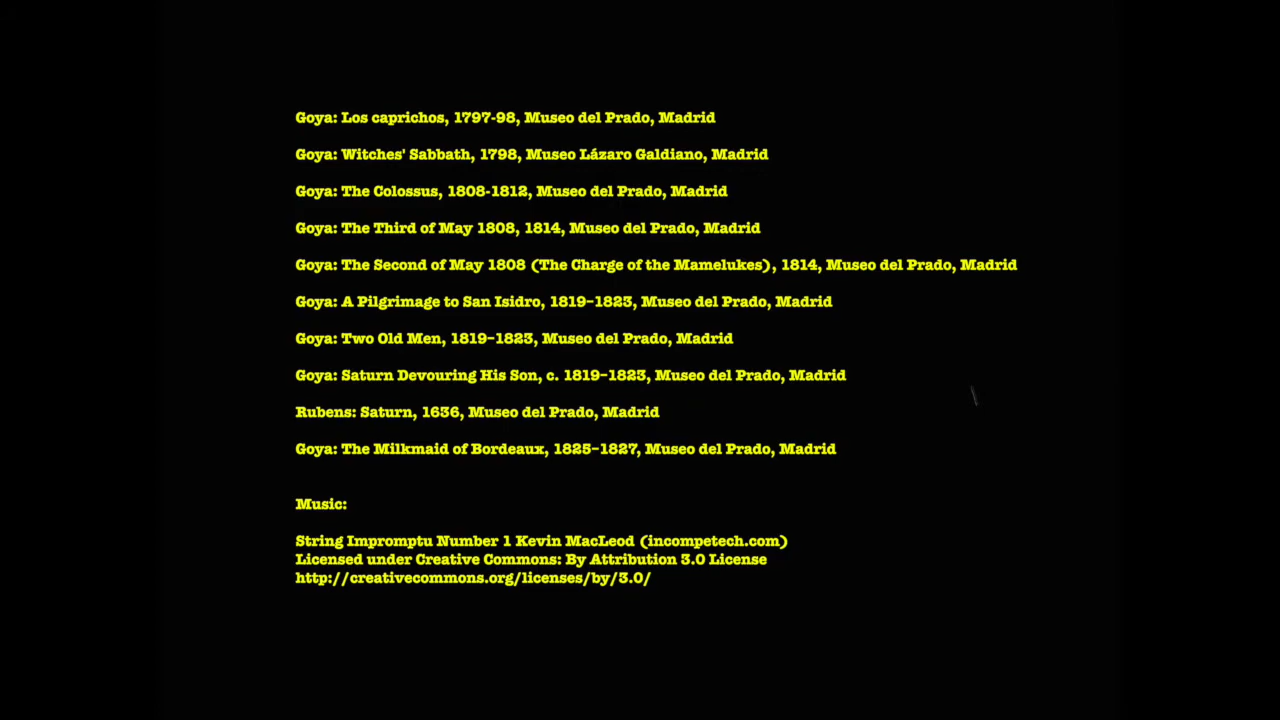 Goya: Los caprichos, 1797-98, Museo del Prado, Madrid
Goya: Witches' Sabbath, 1798, Museo Lázaro Galdiano, Madrid
Goya: The Colossus, 1808-1812, Museo del Prado, Madrid
Goya: The Third of May 1808, 1814, Museo del Prado, Madrid
Goya: The Second of May 1808 (The Charge of the Mamelukes), 1814, Museo del Prado, Madrid
Goya: A Pilgrimage to San Isidro, 1819–1823, Museo del Prado, Madrid
Goya: Two Old Men, 1819–1823, Museo del Prado, Madrid
Goya: Saturn Devouring His Son, c. 1819–1823, Museo del Prado, Madrid
Rubens: Saturn, 1636, Museo del Prado, Madrid
Goya: The Milkmaid of Bordeaux, 1825–1827, Museo del Prado, Madrid
Music:
String Impromptu Number 1 Kevin MacLeod (incompetech.com)
Licensed under Creative Commons: By Attribution 3.0 License
http://creativecommons.org/licenses/by/3.0/